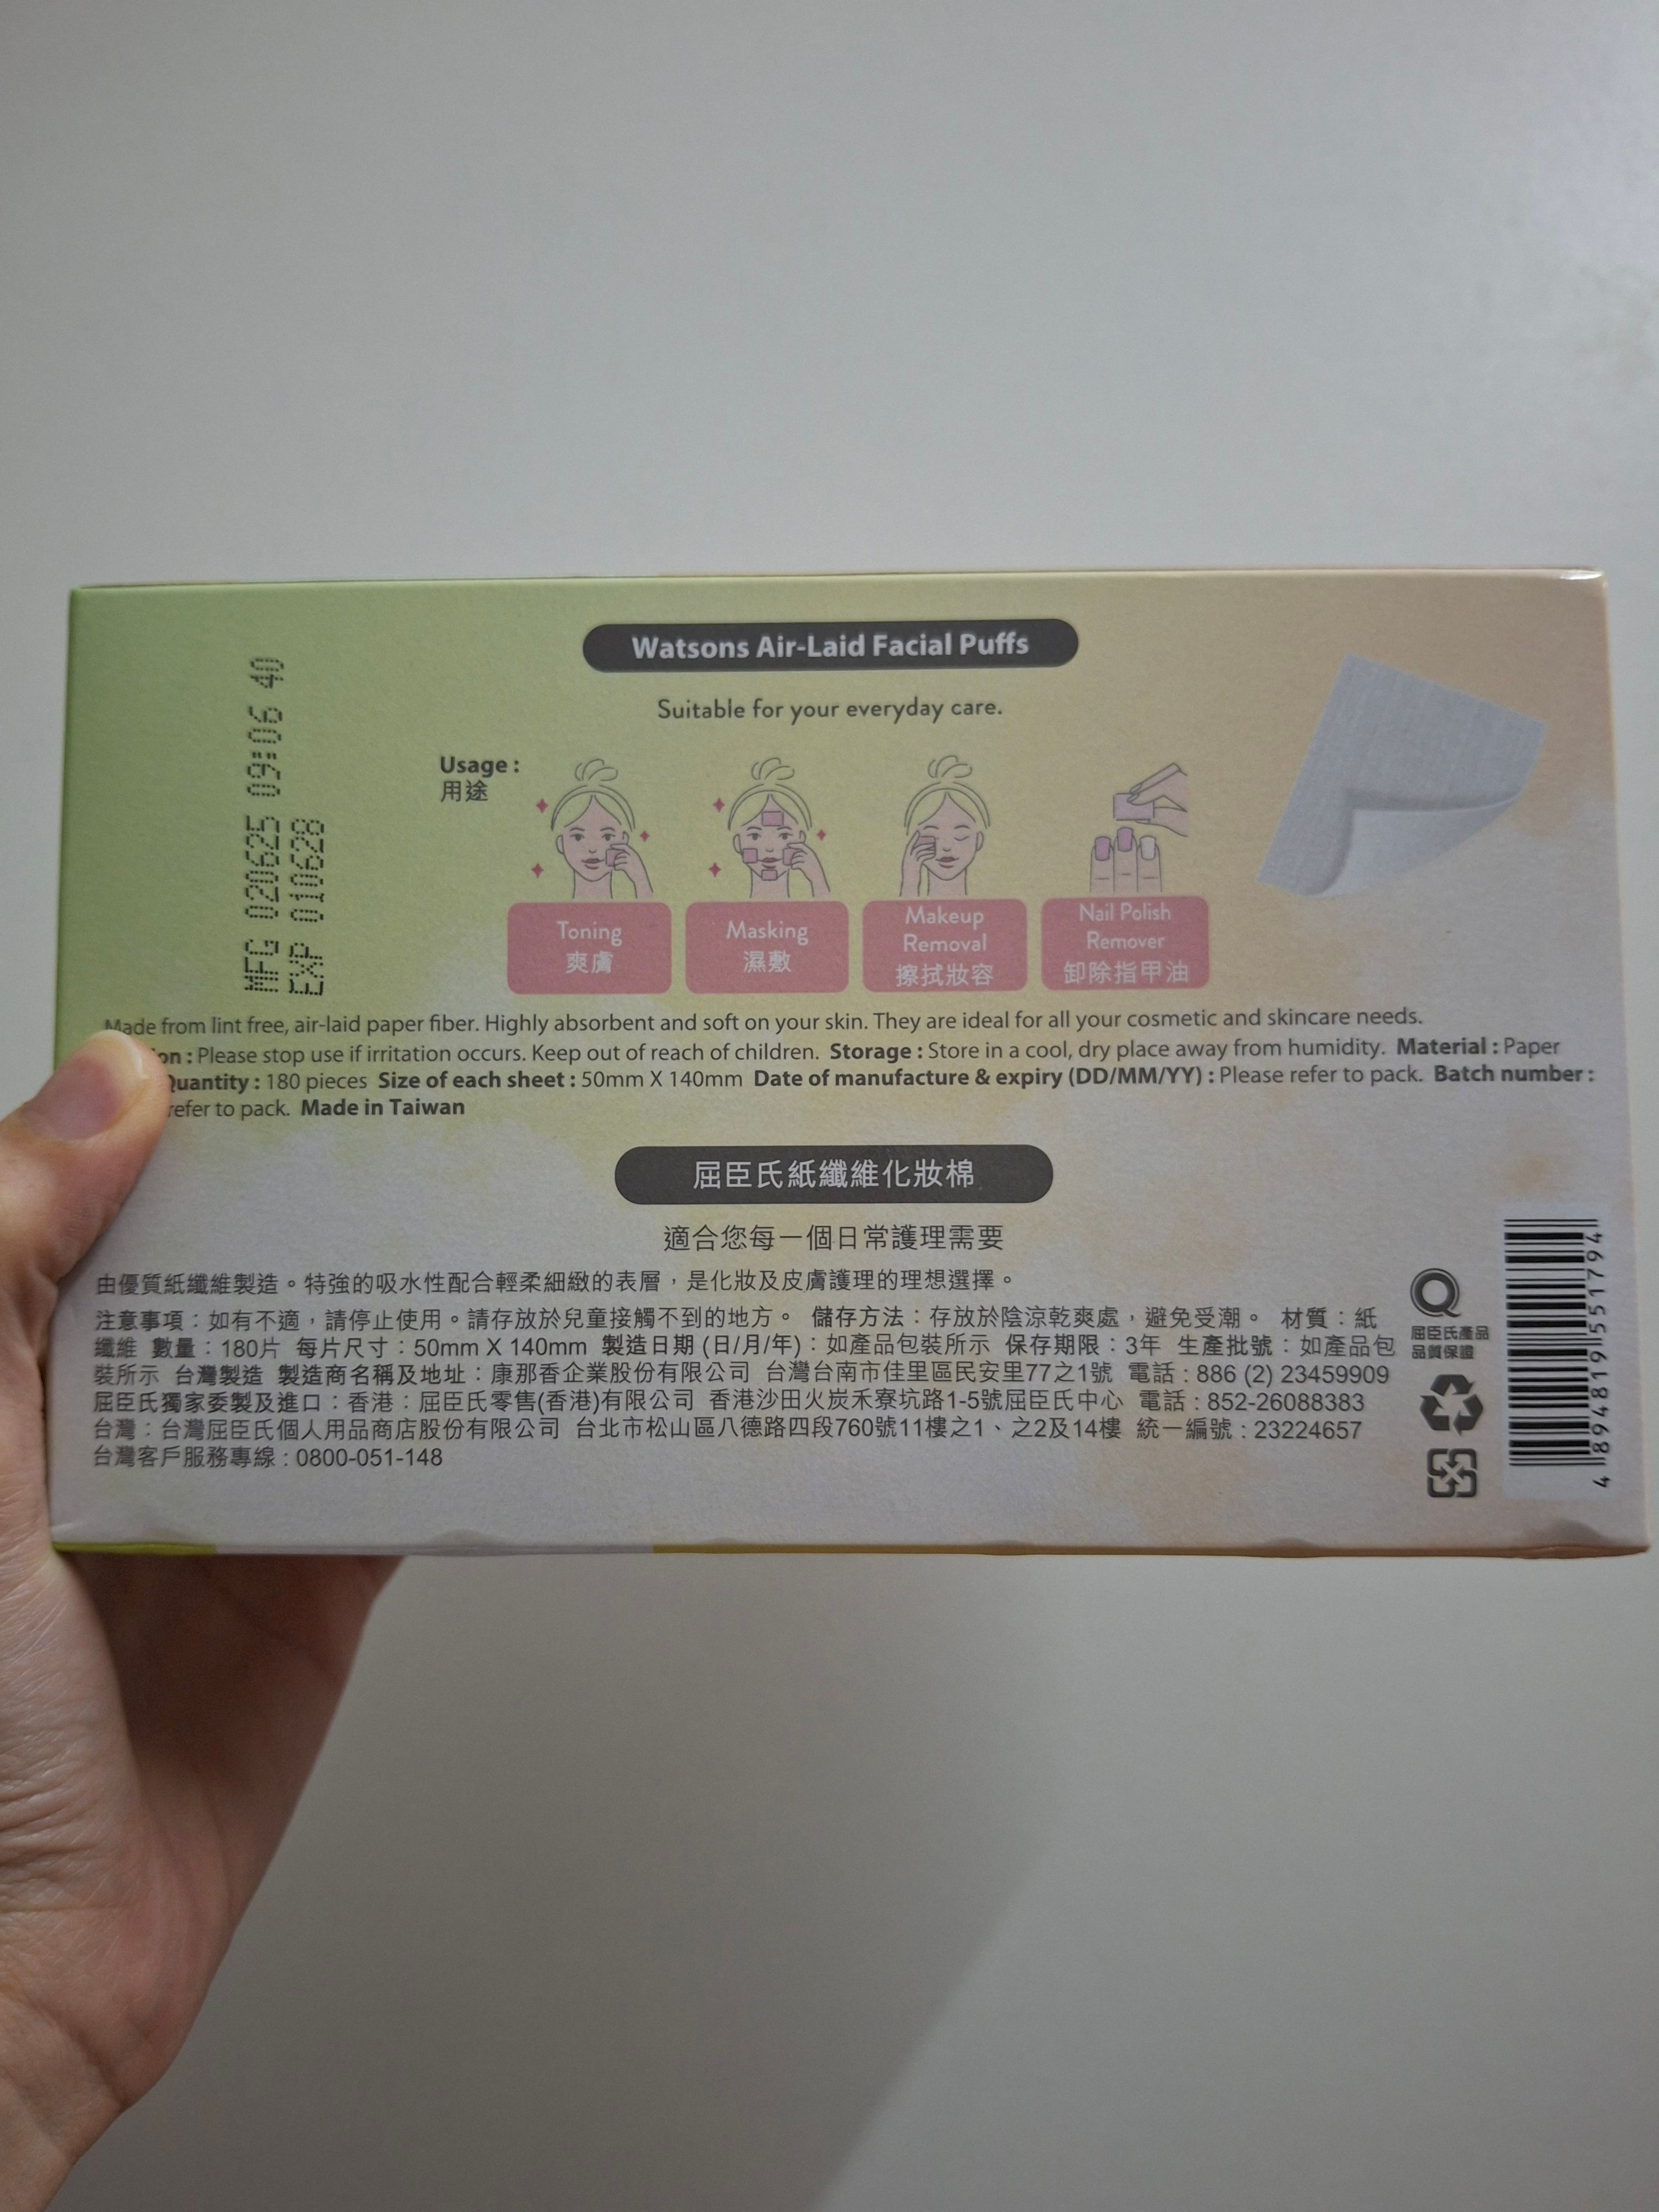 MFG 020625 09:06 40
EXP 010628
Watsons Air-Laid Facial Puffs
Suitable for your everyday care.
Usage :
用途
Toning
爽膚
Masking
濕敷
Makeup
Removal
擦拭妝容
Nail Polish
Remover
卸除指甲油
Made from lint free, air-laid paper fiber. Highly absorbent and soft on your skin. They are ideal for all your cosmetic and skincare needs.
: Please stop use if irritation occurs. Keep out of reach of children. Storage : Store in a cool, dry place away from humidity. Material : Paper
Quantity : 180 pieces Size of each sheet : 50mm X 140mm Date of manufacture & expiry (DD/MM/YY) : Please refer to pack. Batch number :
refer to pack. Made in Taiwan
屈臣氏紙纖維化妝棉
適合您每一個日常護理需要
由優質紙纖維製造。特強的吸水性配合輕柔細緻的表層，是化妝及皮膚護理的理想選擇。
注意事項：如有不適，請停止使用。請存放於兒童接觸不到的地方。 儲存方法：存放於陰涼乾爽處，避免受潮。 材質：紙
纖維 數量：180片 每片尺寸：50mm X 140mm 製造日期 (日/月/年)：如產品包裝所示 保存期限：3年 生產批號：如產品包
裝所示 台灣製造 製造商名稱及地址：康那香企業股份有限公司 台灣台南市佳里區民安里77之1號 電話 : 886 (2) 23459909
屈臣氏獨家委製及進口：香港：屈臣氏零售(香港)有限公司 香港沙田火炭禾寮坑路1-5號屈臣氏中心 電話 : 852-26088383
台灣：台灣屈臣氏個人用品商店股份有限公司 台北市松山區八德路四段760號11樓之1、之2及14樓 統一編號 : 23224657
台灣客戶服務專線 : 0800-051-148
Q
屈臣氏產品
品質保證
4 894819 551794